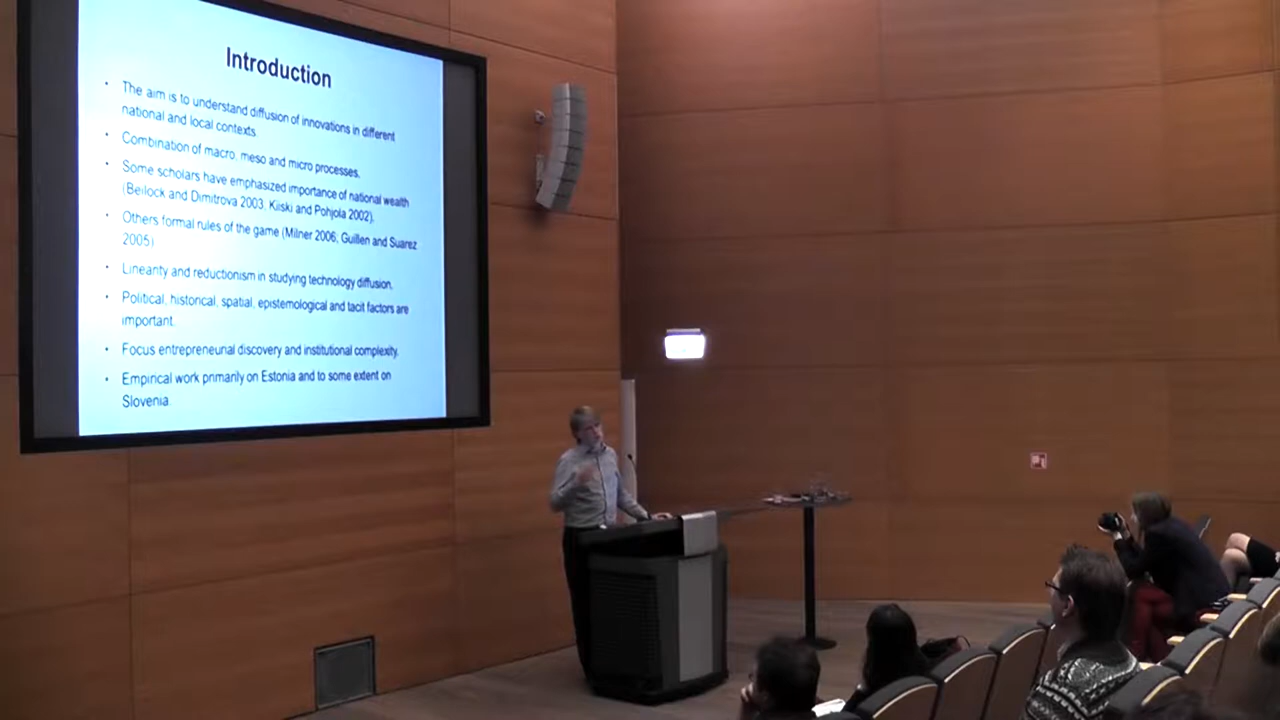 Introduction
• The aim is to understand diffusion of innovations in different
national and local contexts.
• Combination of macro, meso and micro processes.
• Some scholars have emphasized importance of national wealth
(Beilock and Dimitrova 2003, Kiiski and Pohjola 2002).
• Others formal rules of the game (Milner 2006, Guillen and Suarez
2005)
• Linearity and reductionism in studying technology diffusion.
• Political, historical, spatial, epistemological and tacit factors are
important.
• Focus entrepreneurial discovery and institutional complexity.
• Empirical work primarily on Estonia and to some extent on
Slovenia.